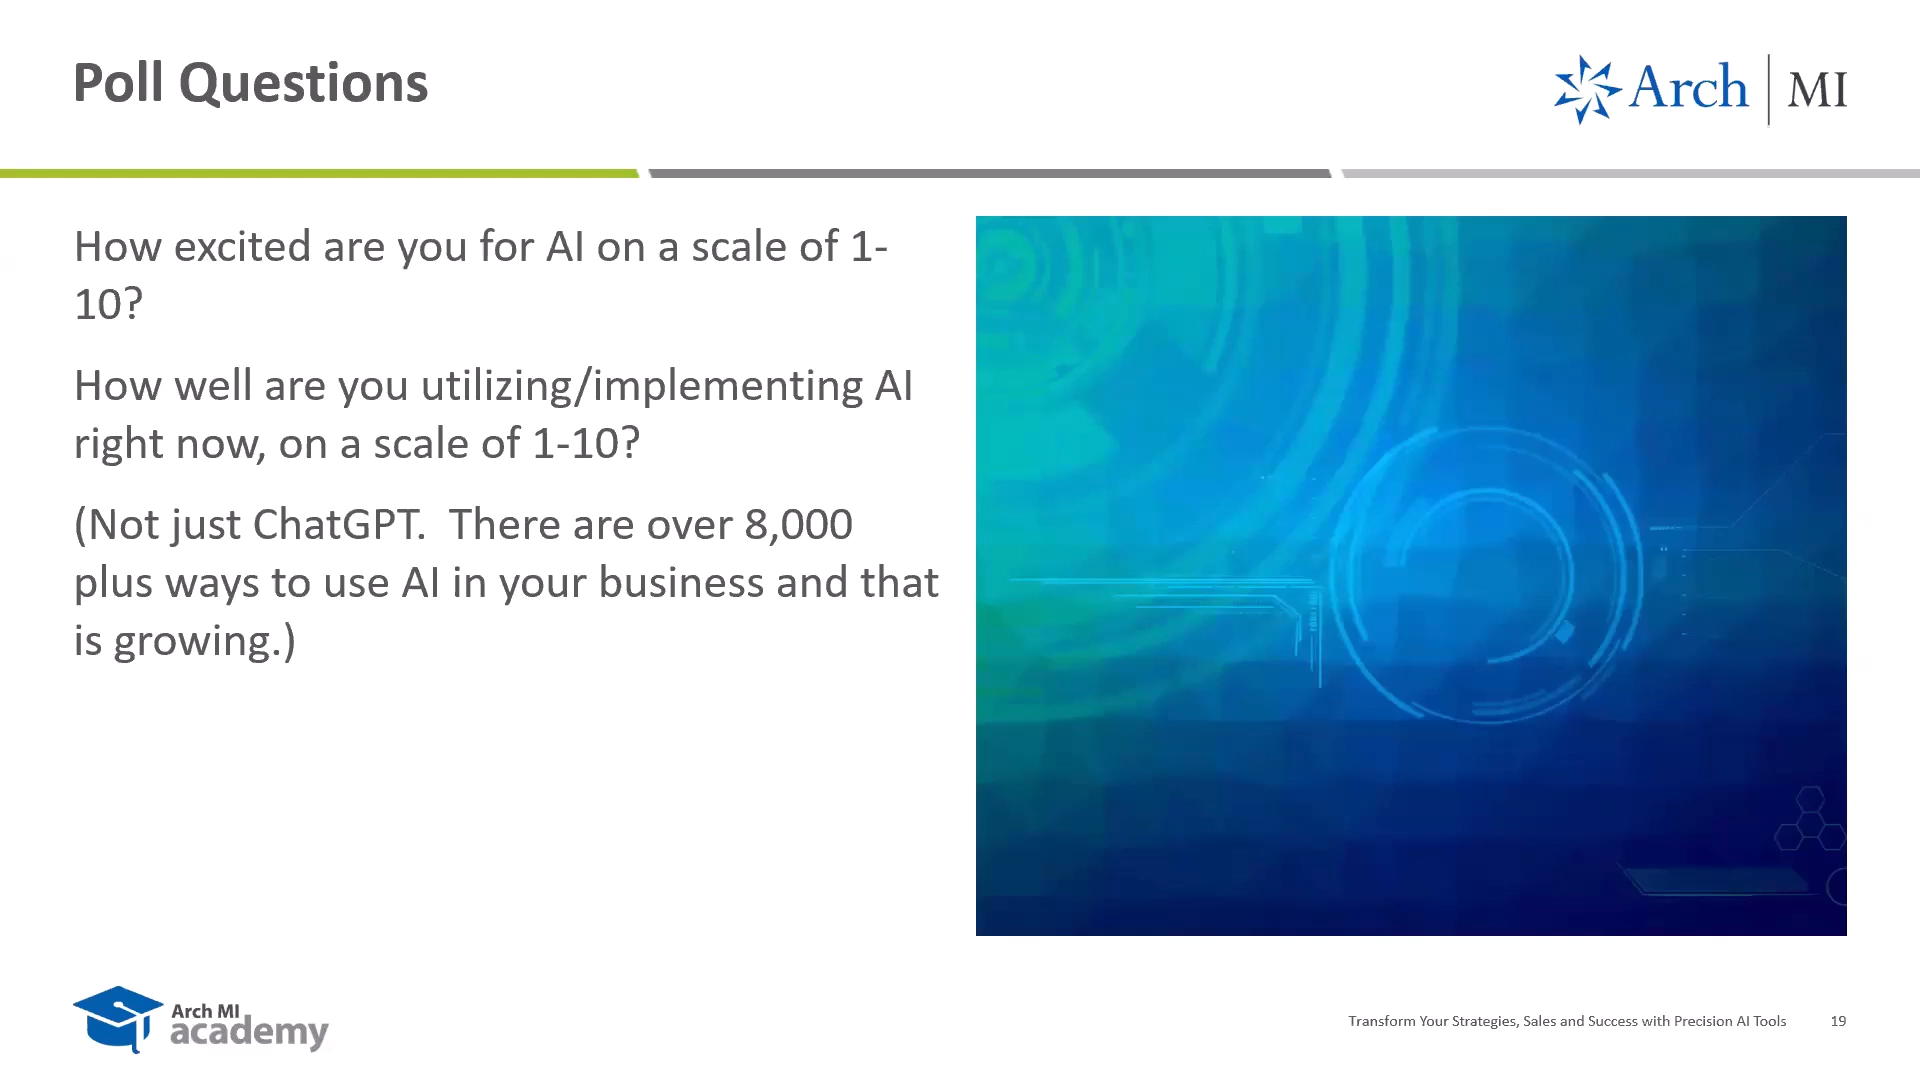 Poll Questions
Arch | MI
How excited are you for AI on a scale of 1-
10?
How well are you utilizing/implementing AI
right now, on a scale of 1-10?
(Not just ChatGPT.  There are over 8,000
plus ways to use AI in your business and that
is growing.)
Arch MI
academy
Transform Your Strategies, Sales and Success with Precision AI Tools 19